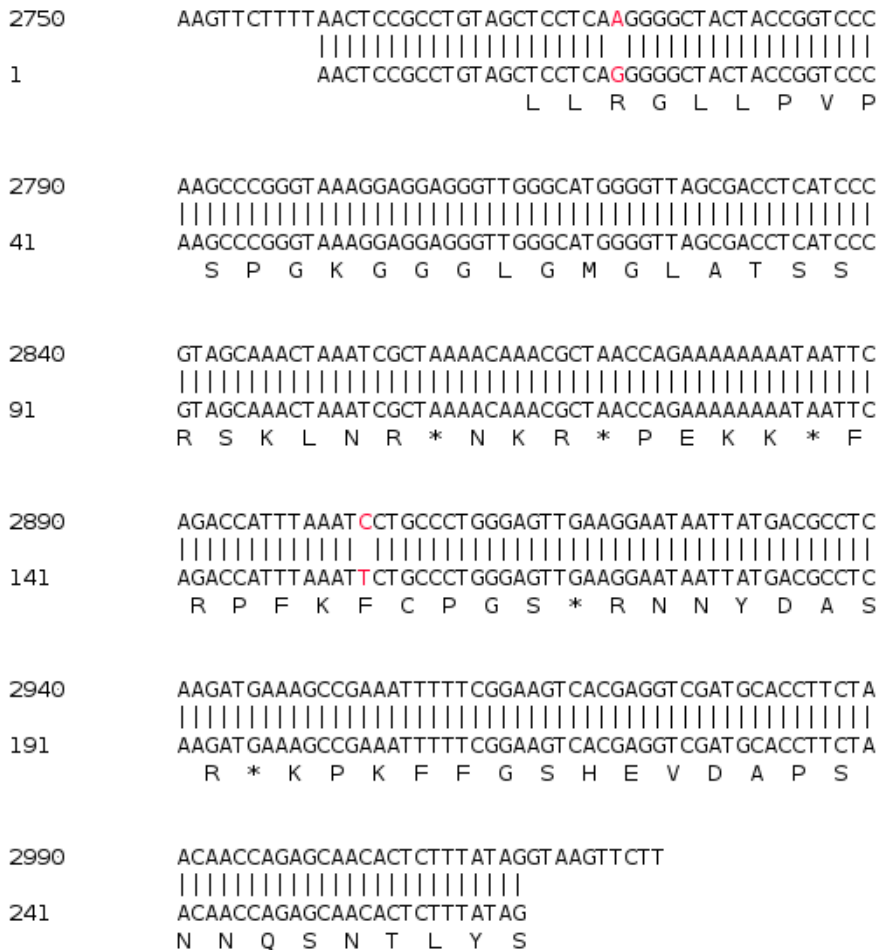 2750 AAGTTCTTTTAACTCCGCCTGTAGCTCCTCAAGGGGCTACTACCGGTCCC
||||||||||||||||||||| ||||||||||||||||||
1 AACTCCGCCTGTAGCTCCTCAGGGGGCTACTACCGGTCCC
L L R G L L P V P
2790 AAGCCCGGGTAAAGGAGGAGGGTTGGGCATGGGGTTAGCGACCTCATCCC
||||||||||||||||||||||||||||||||||||||||||||||||||
41 AAGCCCGGGTAAAGGAGGAGGGTTGGGCATGGGGTTAGCGACCTCATCCC
S P G K G G G L G M G L A T S S
2840 GTAGCAAACTAAATCGCTAAAACAAACGCTAACCAGAAAAAAAATAATTC
||||||||||||||||||||||||||||||||||||||||||||||||||
91 GTAGCAAACTAAATCGCTAAAACAAACGCTAACCAGAAAAAAAATAATTC
R S K L N R * N K R * P E K K * F
2890 AGACCATTTAAATCCTGCCCTGGGAGTTGAAGGAATAATTATGACGCCTC
||||||||||||| ||||||||||||||||||||||||||||||||||||
141 AGACCATTTAAATTCTGCCCTGGGAGTTGAAGGAATAATTATGACGCCTC
R P F K F C P G S * R N N Y D A S
2940 AAGATGAAAGCCGAAATTTTTCGGAAGTCACGAGGTCGATGCACCTTCTA
||||||||||||||||||||||||||||||||||||||||||||||||||
191 AAGATGAAAGCCGAAATTTTTCGGAAGTCACGAGGTCGATGCACCTTCTA
R * K P K F F G S H E V D A P S
2990 ACAACCAGAGCAACACTCTTTATAGGTAAGTTCTT
|||||||||||||||||||||||||
241 ACAACCAGAGCAACACTCTTTATAG
N N Q S N T L Y S